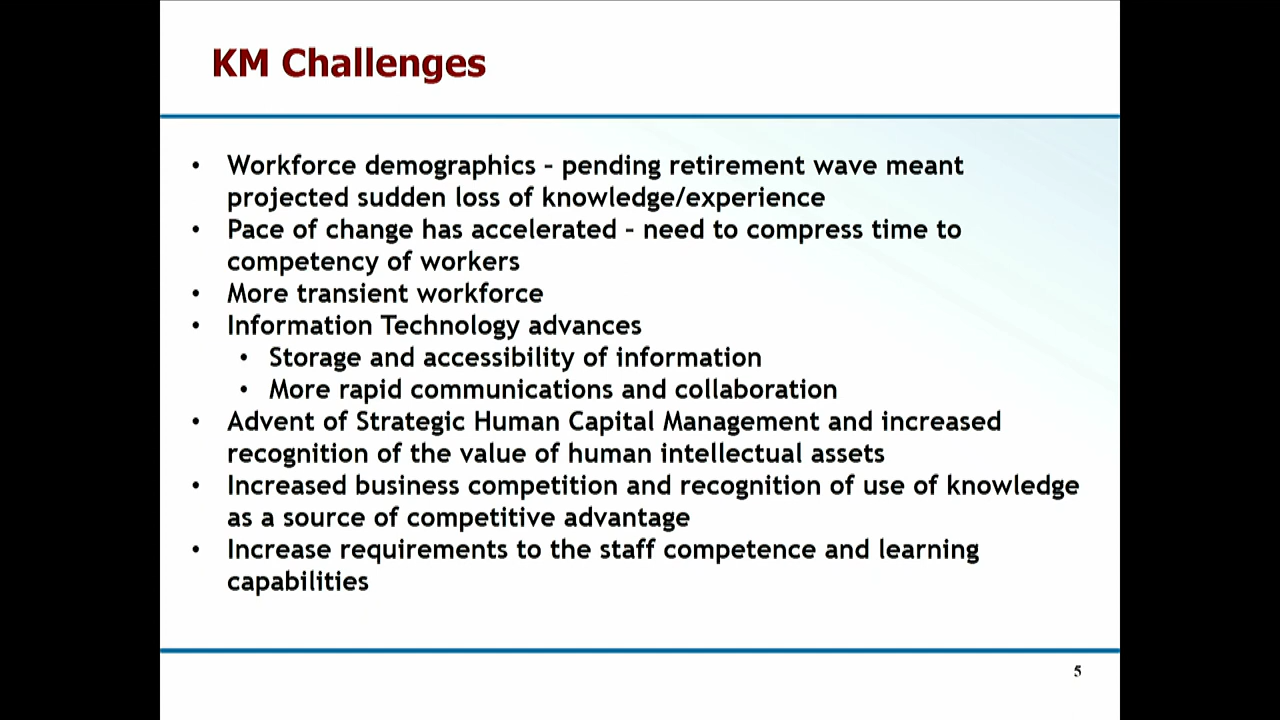 KM Challenges
• Workforce demographics – pending retirement wave meant
projected sudden loss of knowledge/experience
• Pace of change has accelerated – need to compress time to
competency of workers
• More transient workforce
• Information Technology advances
• Storage and accessibility of information
• More rapid communications and collaboration
• Advent of Strategic Human Capital Management and increased
recognition of the value of human intellectual assets
• Increased business competition and recognition of use of knowledge
as a source of competitive advantage
• Increase requirements to the staff competence and learning
capabilities
5